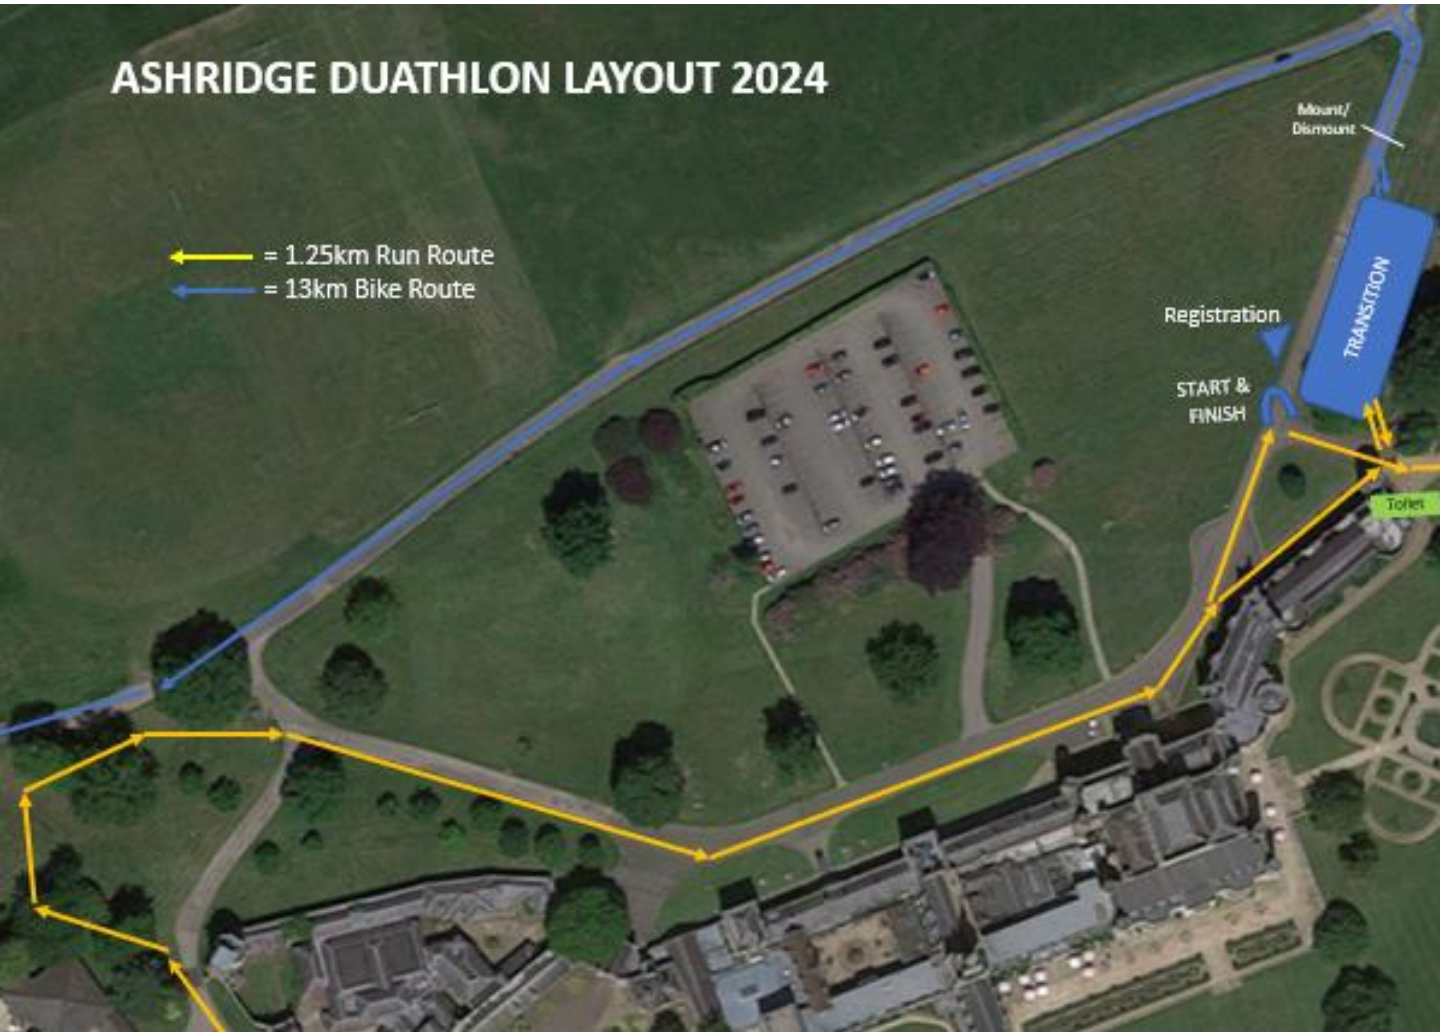 ASHRIDGE DUATHLON LAYOUT 2024
Mount/
Dismount
= 1.25km Run Route
= 13km Bike Route
TRANSITION
Registration
START &
FINISH
Toilet